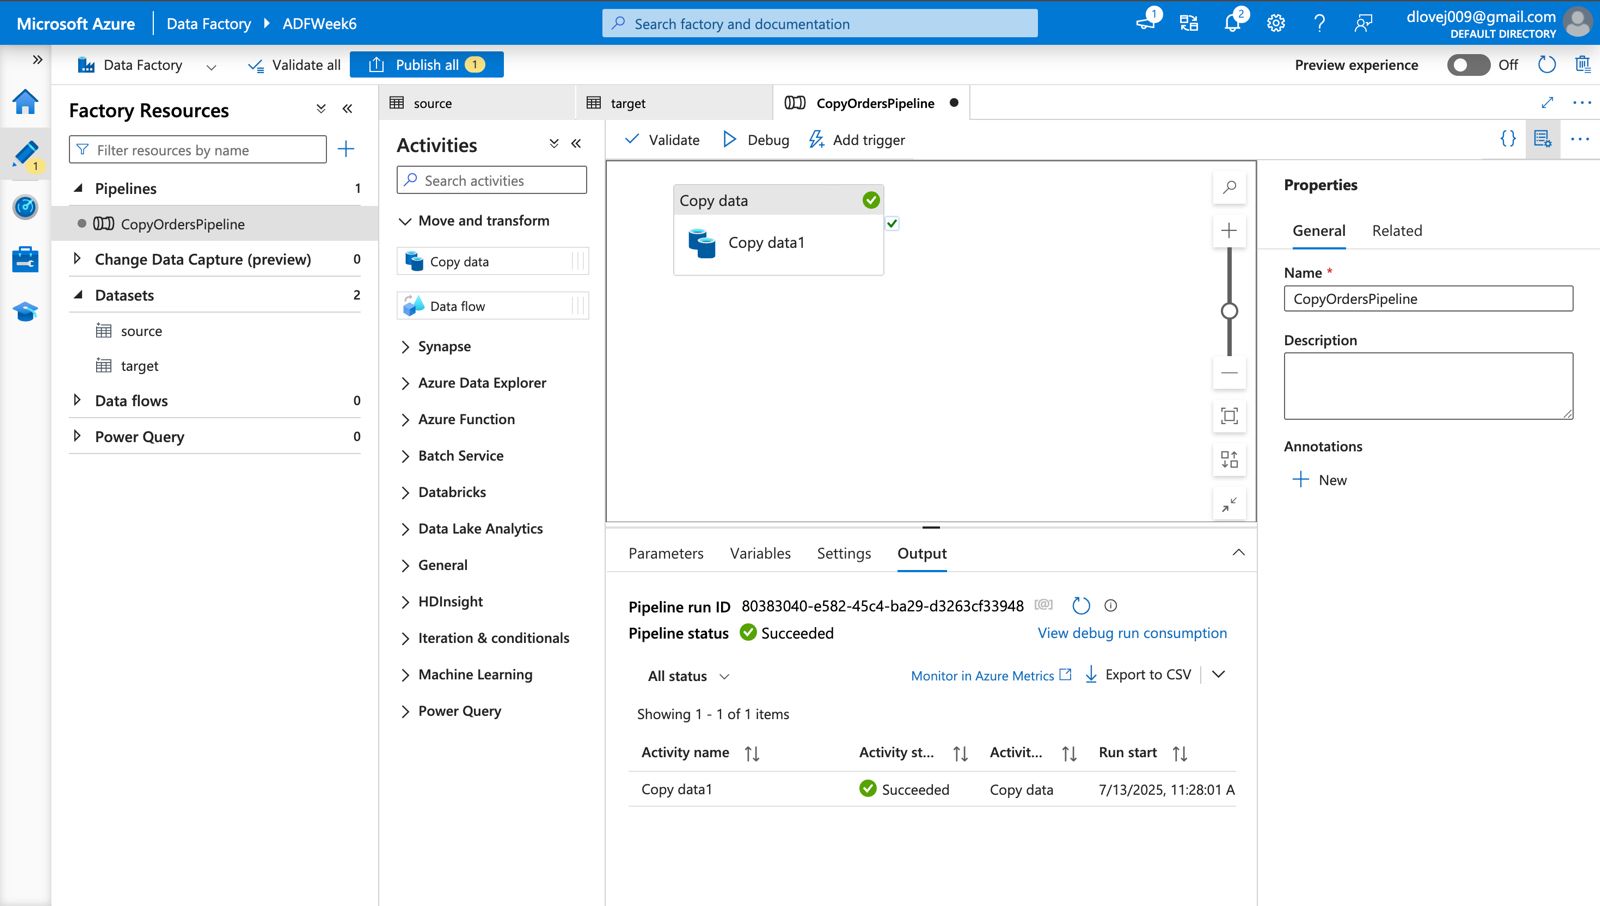 Microsoft Azure
Data Factory
ADFWeek6
Search factory and documentation
1
2
dlovej009@gmail.com
DEFAULT DIRECTORY
Data Factory
Validate all
Publish all 1
Preview experience
Off
1
Factory Resources
Filter resources by name
Pipelines 1
CopyOrdersPipeline
Change Data Capture (preview) 0
Datasets 2
source
target
Data flows 0
Power Query 0
source
target
CopyOrdersPipeline
Activities
Search activities
Move and transform
Copy data
Data flow
Synapse
Azure Data Explorer
Azure Function
Batch Service
Databricks
Data Lake Analytics
General
HDInsight
Iteration & conditionals
Machine Learning
Power Query
Validate
Debug
Add trigger
Copy data
Copy data1
Parameters
Variables
Settings
Output
Pipeline run ID 80383040-e582-45c4-ba29-d3263cf33948 [@]
Pipeline status Succeeded
View debug run consumption
All status
Monitor in Azure Metrics
Export to CSV
Showing 1 - 1 of 1 items
Activity name Activity st... Activit... Run start
Copy data1 Succeeded Copy data 7/13/2025, 11:28:01 A
Properties
General
Related
Name *
CopyOrdersPipeline
Description
Annotations
New